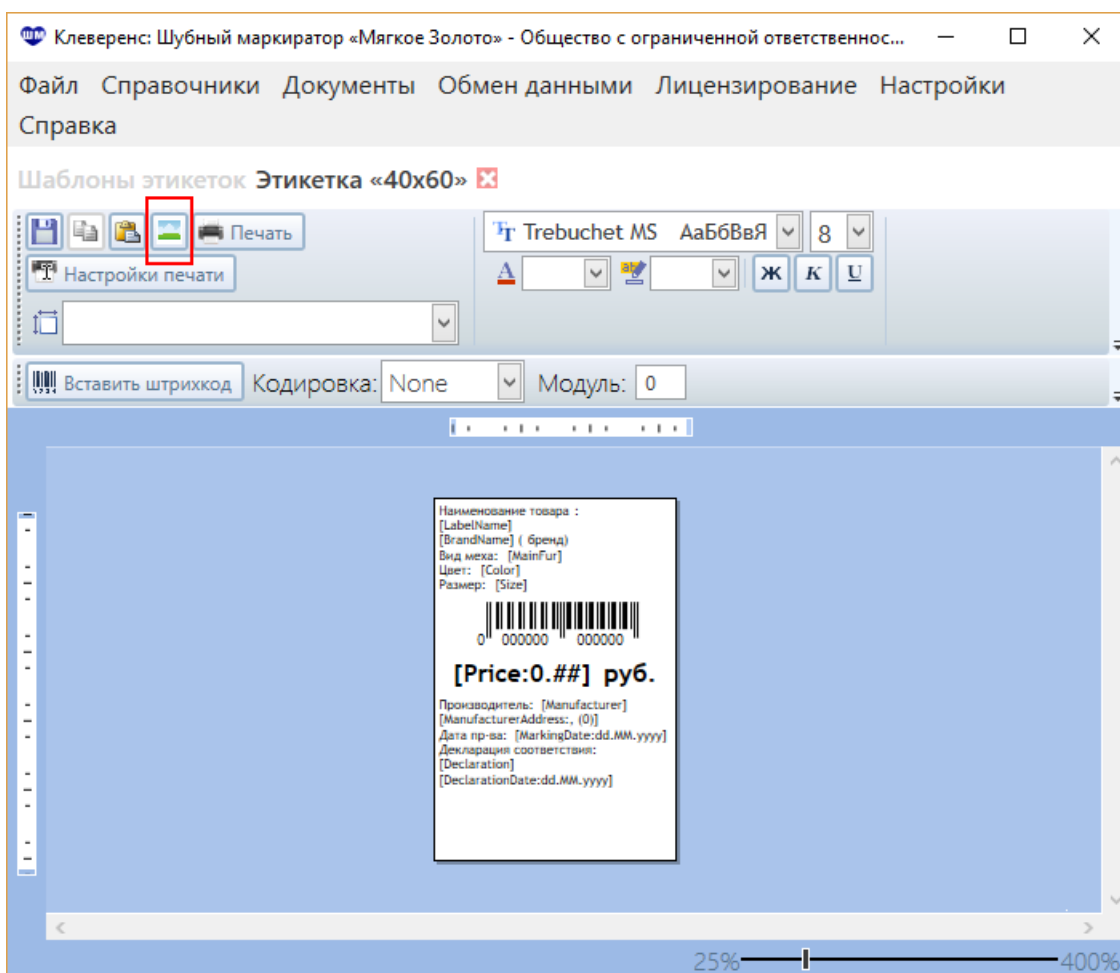 Клеверенс: Шубный маркиратор «Мягкое Золото» - Общество с ограниченной ответственнос...
Файл Справочники Документы Обмен данными Лицензирование Настройки
Справка
Шаблоны этикеток Этикетка «40x60»
Печать
Trebuchet MS АаБбВвЯ 8
Настройки печати
А ab Ж К Ц
Вставить штрихкод Кодировка: None Модуль: 0
Наименование товара :
[LabelName]
[BrandName] ( бренд)
Вид меха: [MainFur]
Цвет: [Color]
Размер: [Size]
0 000000 000000
[Price:0.##] руб.
Производитель: [Manufacturer]
[ManufacturerAddress:, (0)]
Дата пр-ва: [MarkingDate:dd.MM.yyyy]
Декларация соответствия:
[Declaration]
[DeclarationDate:dd.MM.yyyy]
25% 400%